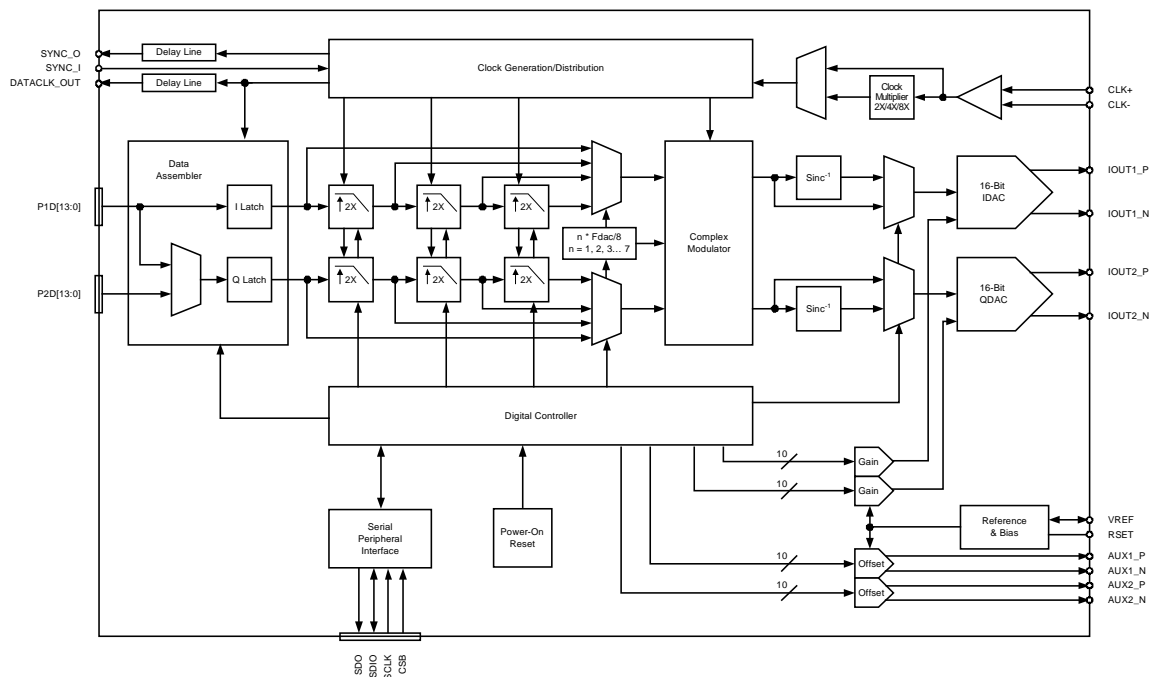 SYNC_O
Delay Line
SYNC_I
Clock Generation/Distribution
DATACLK_OUT
Delay Line
Clock
Multiplier
2X/4X/8X
CLK+
CLK-
Data
Assembler
P1D[13:0]
I Latch
2X
2X
2X
n * Fdac/8
n = 1, 2, 3... 7
Complex
Modulator
Sinc-1
16-Bit
IDAC
IOUT1_P
IOUT1_N
P2D[13:0]
Q Latch
2X
2X
2X
Sinc-1
16-Bit
QDAC
IOUT2_P
IOUT2_N
Digital Controller
10
Gain
10
Gain
Serial
Peripheral
Interface
Power-On
Reset
Reference
& Bias
VREF
RSET
10
Offset
AUX1_P
AUX1_N
10
Offset
AUX2_P
AUX2_N
SDO
SDIO
SCLK
CSB